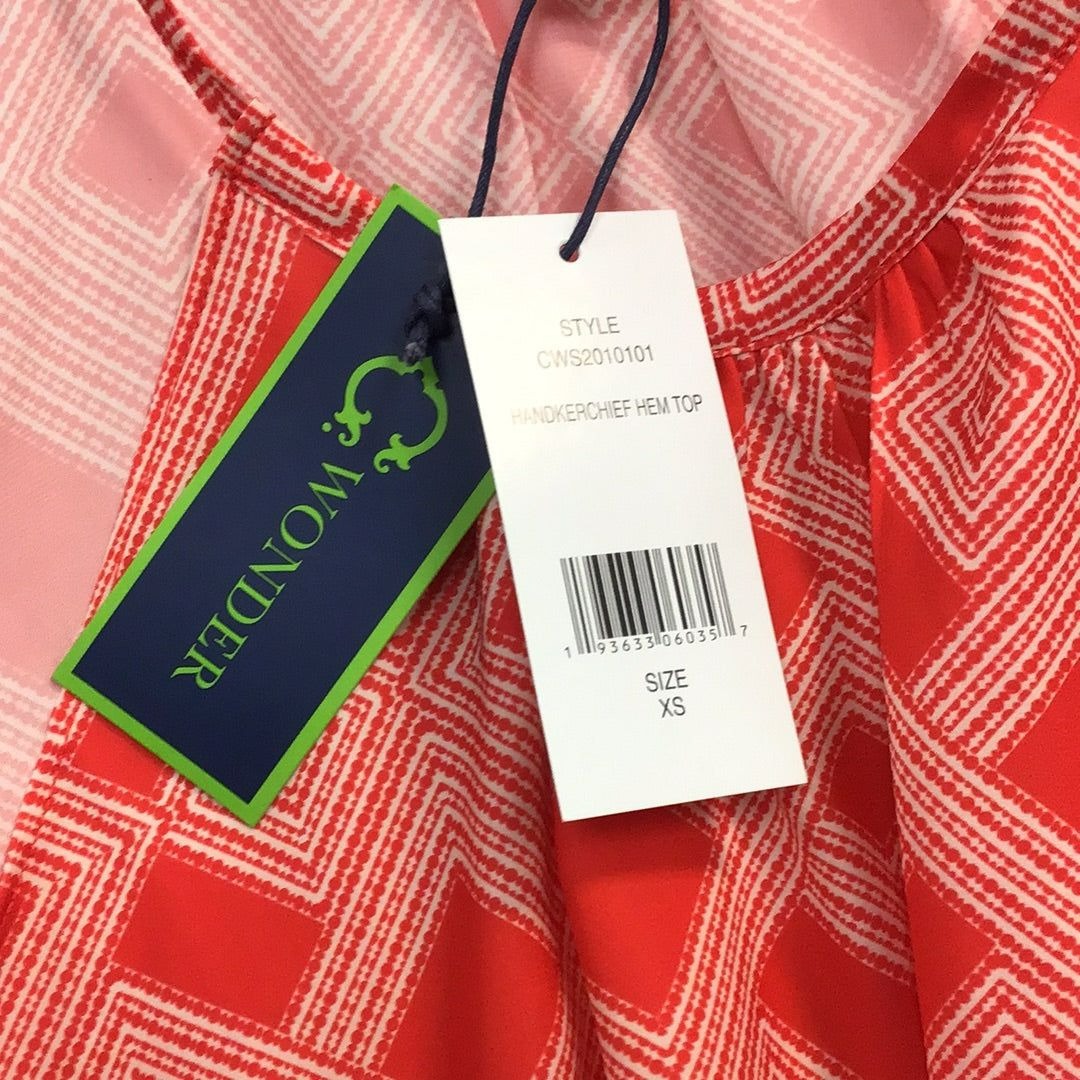 C. WONDER
STYLE
CWS2010101
HANDKERCHIEF HEM TOP
1 93633 06035 7
SIZE
XS